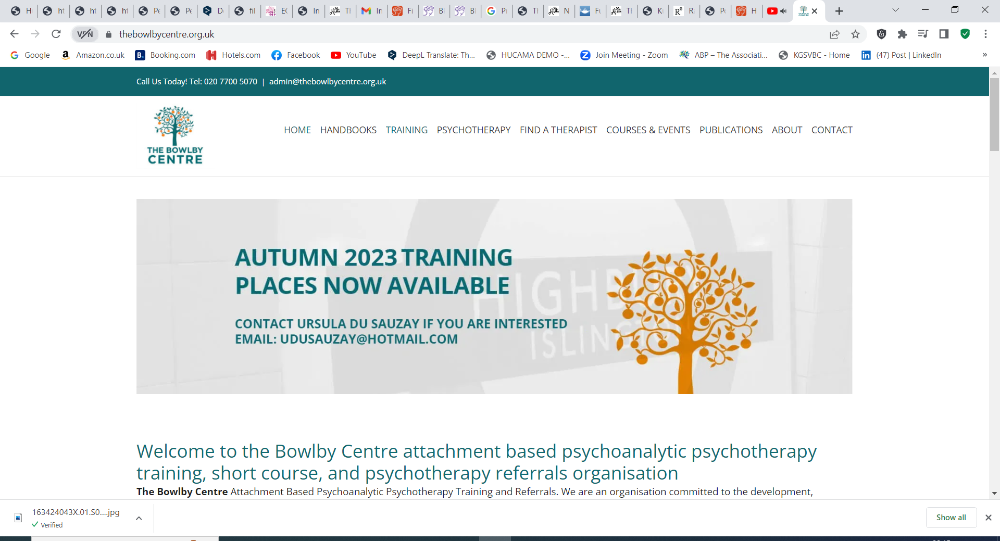 thebowlbycentre.org.uk
Google Amazon.co.uk Booking.com Hotels.com Facebook YouTube DeepL Translate: Th... HUCAMA DEMO -... Join Meeting - Zoom ABP – The Associati... KGSVBC - Home (47) Post | LinkedIn »
Call Us Today! Tel: 020 7700 5070 | admin@thebowlbycentre.org.uk
THE BOWLBY
CENTRE
HOME HANDBOOKS TRAINING PSYCHOTHERAPY FIND A THERAPIST COURSES & EVENTS PUBLICATIONS ABOUT CONTACT
AUTUMN 2023 TRAINING
PLACES NOW AVAILABLE
CONTACT URSULA DU SAUZAY IF YOU ARE INTERESTED
EMAIL: UDUSAUZAY@HOTMAIL.COM
Welcome to the Bowlby Centre attachment based psychoanalytic psychotherapy
training, short course, and psychotherapy referrals organisation
The Bowlby Centre Attachment Based Psychoanalytic Psychotherapy Training and Referrals. We are an organisation committed to the development,
163424043X.01.S0....jpg
Verified
Show all